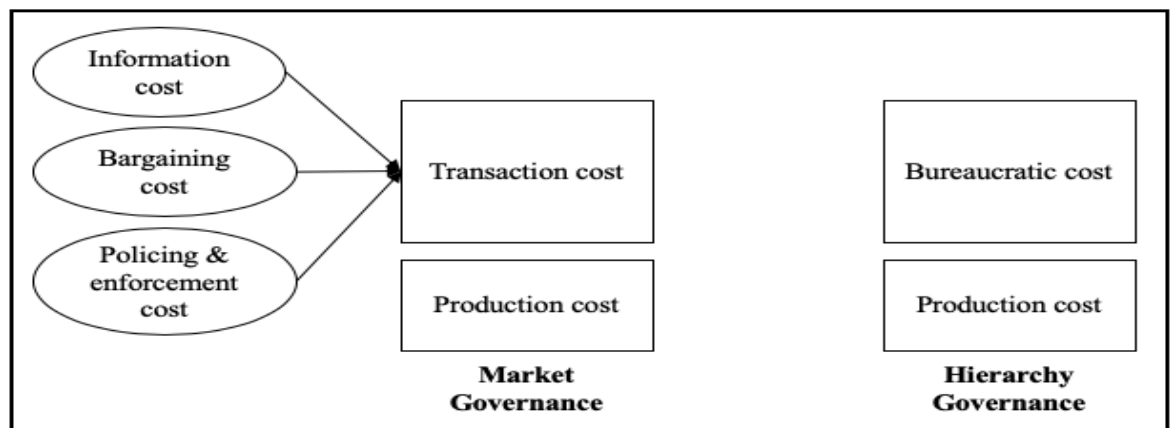 Information
cost
Bargaining
cost
Policing &
enforcement
cost
Transaction cost
Production cost
Market
Governance
Bureaucratic cost
Production cost
Hierarchy
Governance